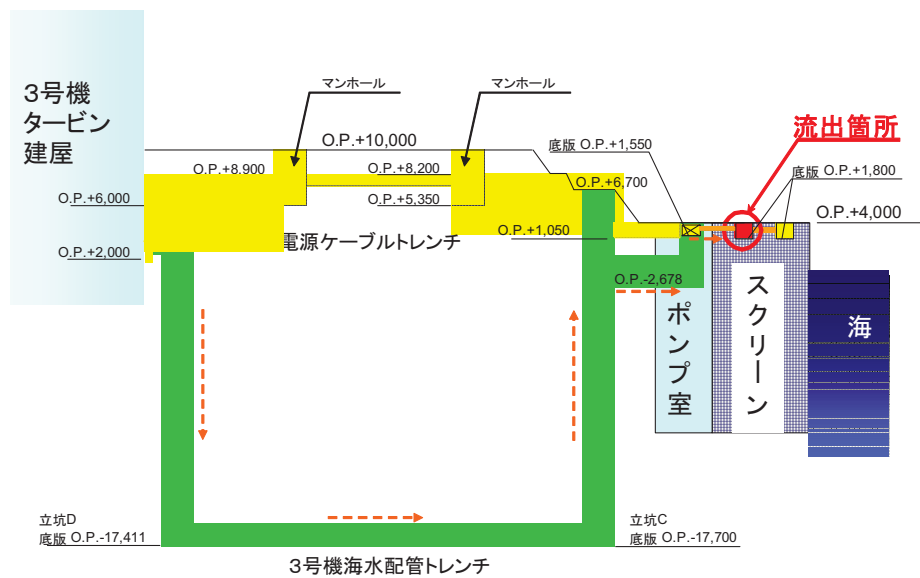 3号機
タービン
建屋
マンホール
マンホール
O.P.+10,000
O.P.+8,900
O.P.+8,200
O.P.+6,000
O.P.+5,350
O.P.+2,000
電源ケーブルトレンチ
流出箇所
底版 O.P.+1,550
底版 O.P.+1,800
O.P.+6,700
O.P.+4,000
O.P.+1,050
O.P.-2,678
ポンプ室
スクリーン
海
立坑D
底版 O.P.-17,411
立坑C
底版 O.P.-17,700
3号機海水配管トレンチ